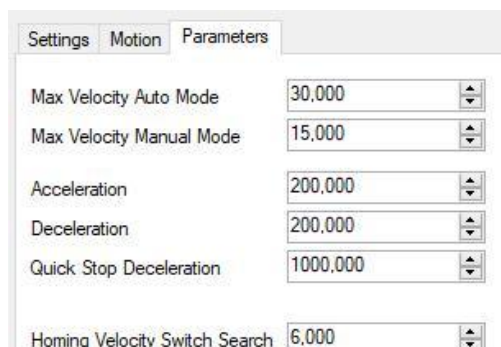 Settings Motion Parameters
Max Velocity Auto Mode 30,000
Max Velocity Manual Mode 15,000
Acceleration 200,000
Deceleration 200,000
Quick Stop Deceleration 1000,000
Homing Velocity Switch Search 6,000